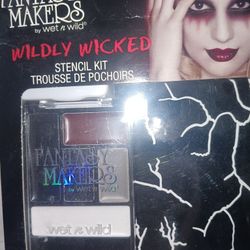 FANTASY
MAKERS
by wet n wild
WILDLY WICKED
STENCIL KIT
TROUSSE DE POCHOIRS
FANTASY
MAKERS
by wet n wild
wet n wild